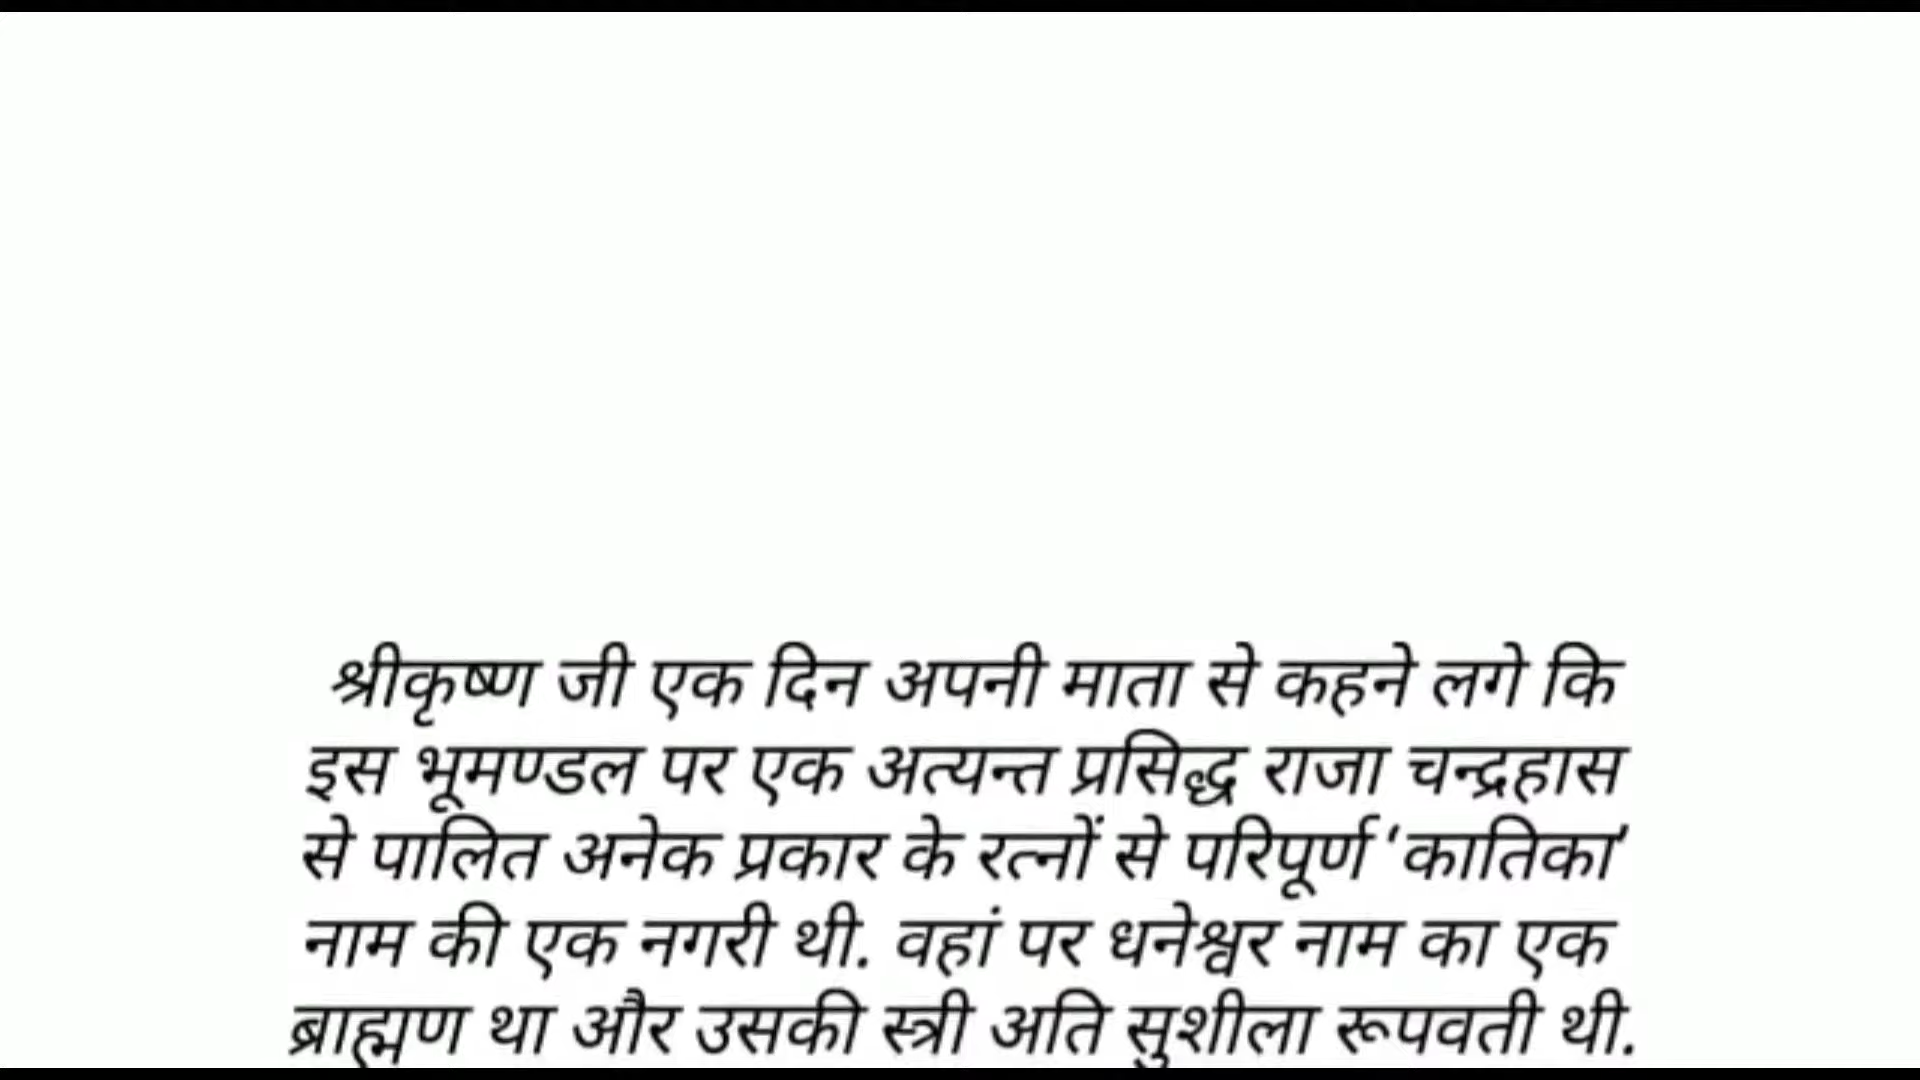 श्रीकृष्ण जी एक दिन अपनी माता से कहने लगे कि
इस भूमण्डल पर एक अत्यन्त प्रसिद्ध राजा चन्द्रहास
से पालित अनेक प्रकार के रत्नों से परिपूर्ण ‘कातिका’
नाम की एक नगरी थी. वहां पर धनेश्वर नाम का एक
ब्राह्मण था और उसकी स्त्री अति सुशीला रूपवती थी.